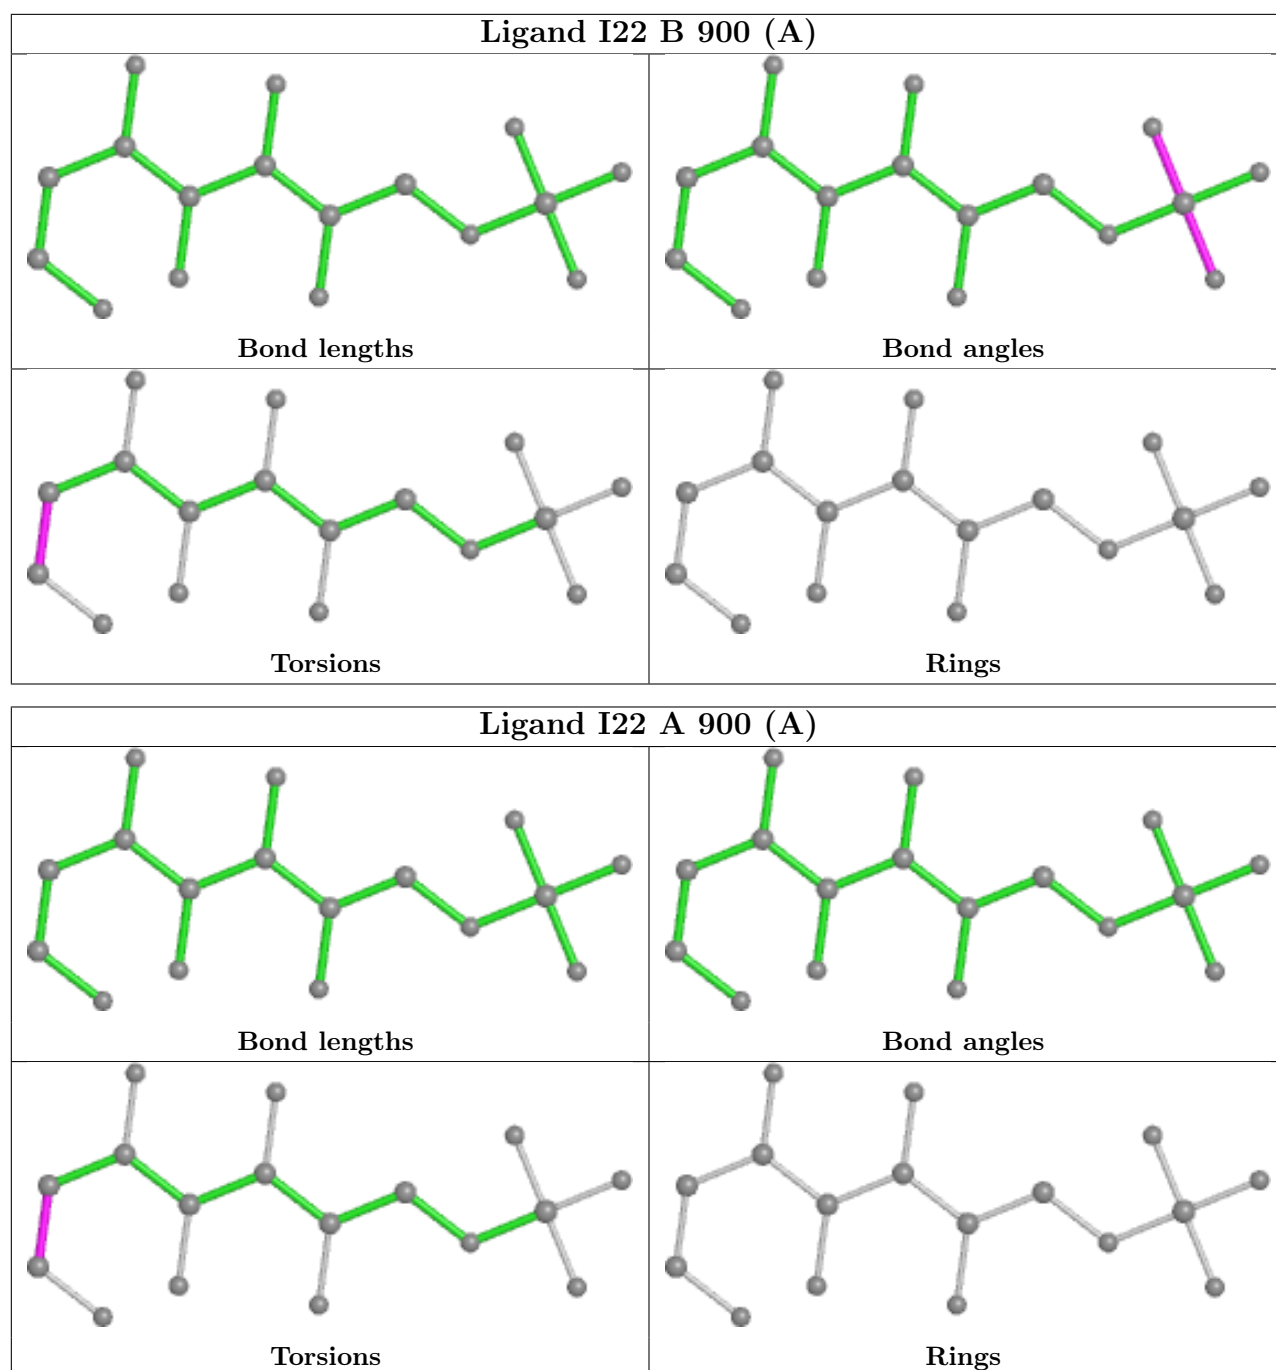 Ligand I22 B 900 (A)
Bond lengths
Bond angles
Torsions
Rings
Ligand I22 A 900 (A)
Bond lengths
Bond angles
Torsions
Rings